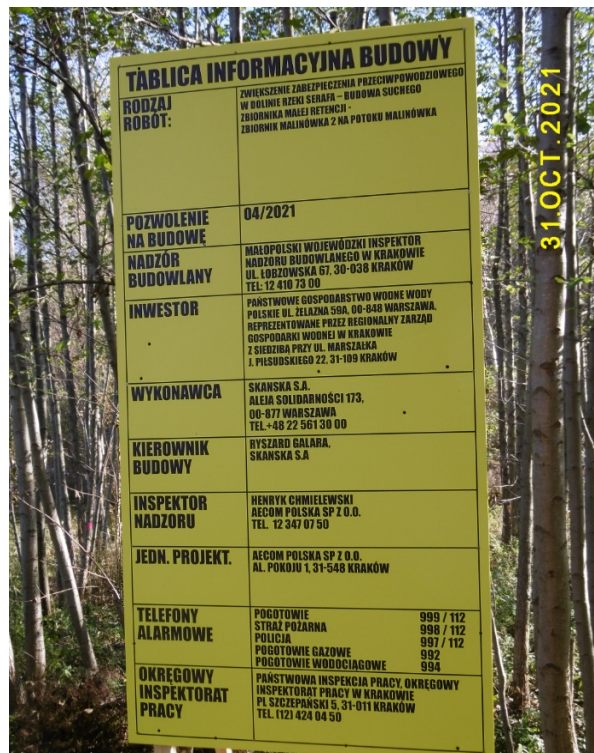 TABLICA INFORMACYJNA BUDOWY
RODZAJ
ROBÓT:
ZWIĘKSZENIE ZABEZPIECZENIA PRZECIWPOWODZIOWEGO
W DOLINIE RZEKI SERAFA – BUDOWA SUCHEGO
ZBIORNIKA MAŁEJ RETENCJI -
ZBIORNIK MALINÓWKA 2 NA POTOKU MALINÓWKA
POZWOLENIE
NA BUDOWĘ
04/2021
NADZÓR
BUDOWLANY
MAŁOPOLSKI WOJEWÓDZKI INSPEKTOR
NADZORU BUDOWLANEGO W KRAKOWIE
UL. ŁOBZOWSKA 67, 30-038 KRAKÓW
TEL: 12 410 73 00
INWESTOR
PAŃSTWOWE GOSPODARSTWO WODNE WODY
POLSKIE UL. ŻELAZNA 59A, 00-848 WARSZAWA,
REPREZENTOWANE PRZEZ REGIONALNY ZARZĄD
GOSPODARKI WODNEJ W KRAKOWIE
Z SIEDZIBĄ PRZY UL. MARSZAŁKA
J. PIŁSUDSKIEGO 22, 31-109 KRAKÓW
WYKONAWCA
SKANSKA S.A.
ALEJA SOLIDARNOŚCI 173,
00-877 WARSZAWA
TEL.+48 22 561 30 00
KIEROWNIK
BUDOWY
RYSZARD GALARA,
SKANSKA S.A
INSPEKTOR
NADZORU
HENRYK CHMIELEWSKI
AECOM POLSKA SP Z O.O.
TEL. 12 347 07 50
JEDN. PROJEKT.
AECOM POLSKA SP Z O.O.
AL. POKOJU 1, 31-548 KRAKÓW
TELEFONY
ALARMOWE
POGOTOWIE 999 / 112
STRAŻ POŻARNA 998 / 112
POLICJA 997 / 112
POGOTOWIE GAZOWE 992
POGOTOWIE WODOCIĄGOWE 994
OKRĘGOWY
INSPEKTORAT
PRACY
PAŃSTWOWA INSPEKCJA PRACY, OKRĘGOWY
INSPEKTORAT PRACY W KRAKOWIE
PL SZCZEPAŃSKI 5, 31-011 KRAKÓW
TEL. (12) 424 04 50
31.OCT.2021